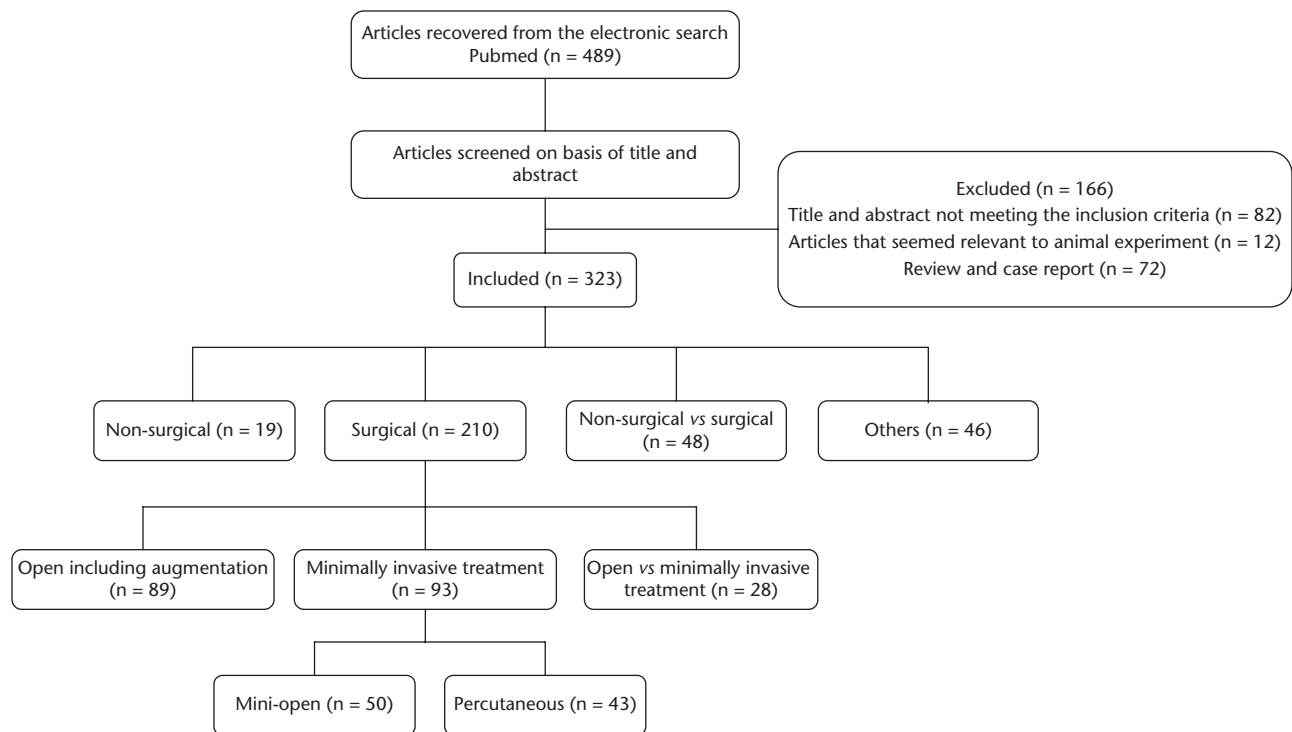 Articles recovered from the electronic search
Pubmed (n = 489)
Articles screened on basis of title and
abstract
Excluded (n = 166)
Title and abstract not meeting the inclusion criteria (n = 82)
Articles that seemed relevant to animal experiment (n = 12)
Review and case report (n = 72)
Included (n = 323)
Non-surgical (n = 19)
Surgical (n = 210)
Non-surgical vs surgical
(n = 48)
Others (n = 46)
Open including augmentation
(n = 89)
Minimally invasive treatment
(n = 93)
Open vs minimally invasive
treatment (n = 28)
Mini-open (n = 50)
Percutaneous (n = 43)